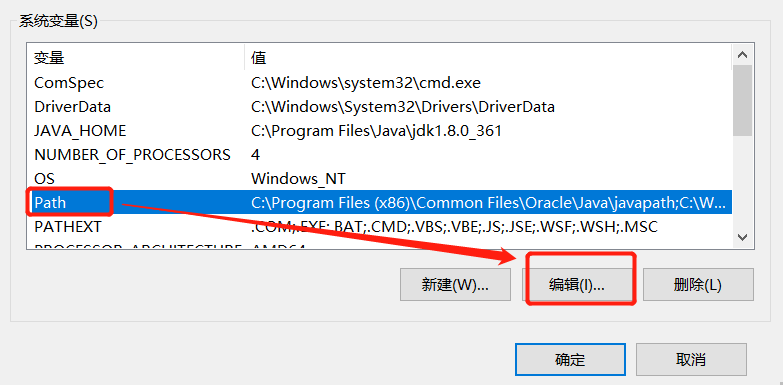 系统变量(S)
变量 值
ComSpec C:\Windows\system32\cmd.exe
DriverData C:\Windows\System32\Drivers\DriverData
JAVA_HOME C:\Program Files\Java\jdk1.8.0_361
NUMBER_OF_PROCESSORS 4
OS Windows_NT
Path C:\Program Files (x86)\Common Files\Oracle\Java\javapath;C:\W...
PATHEXT .COM;.EXE;.BAT;.CMD;.VBS;.VBE;.JS;.JSE;.WSF;.WSH;.MSC
PROCESSOR_ARCHITECTURE AMD64
新建(W)... 编辑(I)... 删除(L)
确定 取消